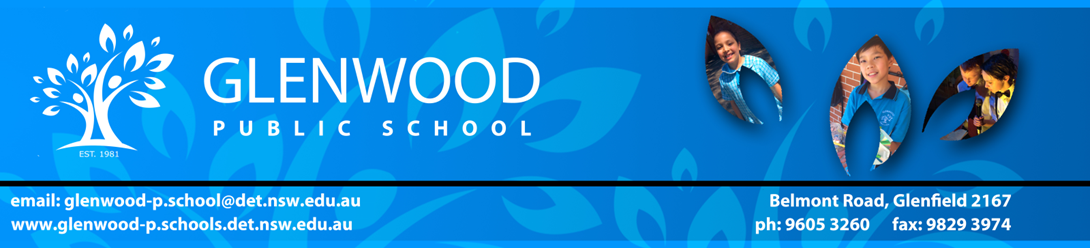 GLENWOOD
PUBLIC SCHOOL
EST. 1981
email: glenwood-p.school@det.nsw.edu.au
www.glenwood-p.schools.det.nsw.edu.au
Belmont Road, Glenfield 2167
ph: 9605 3260 fax: 9829 3974